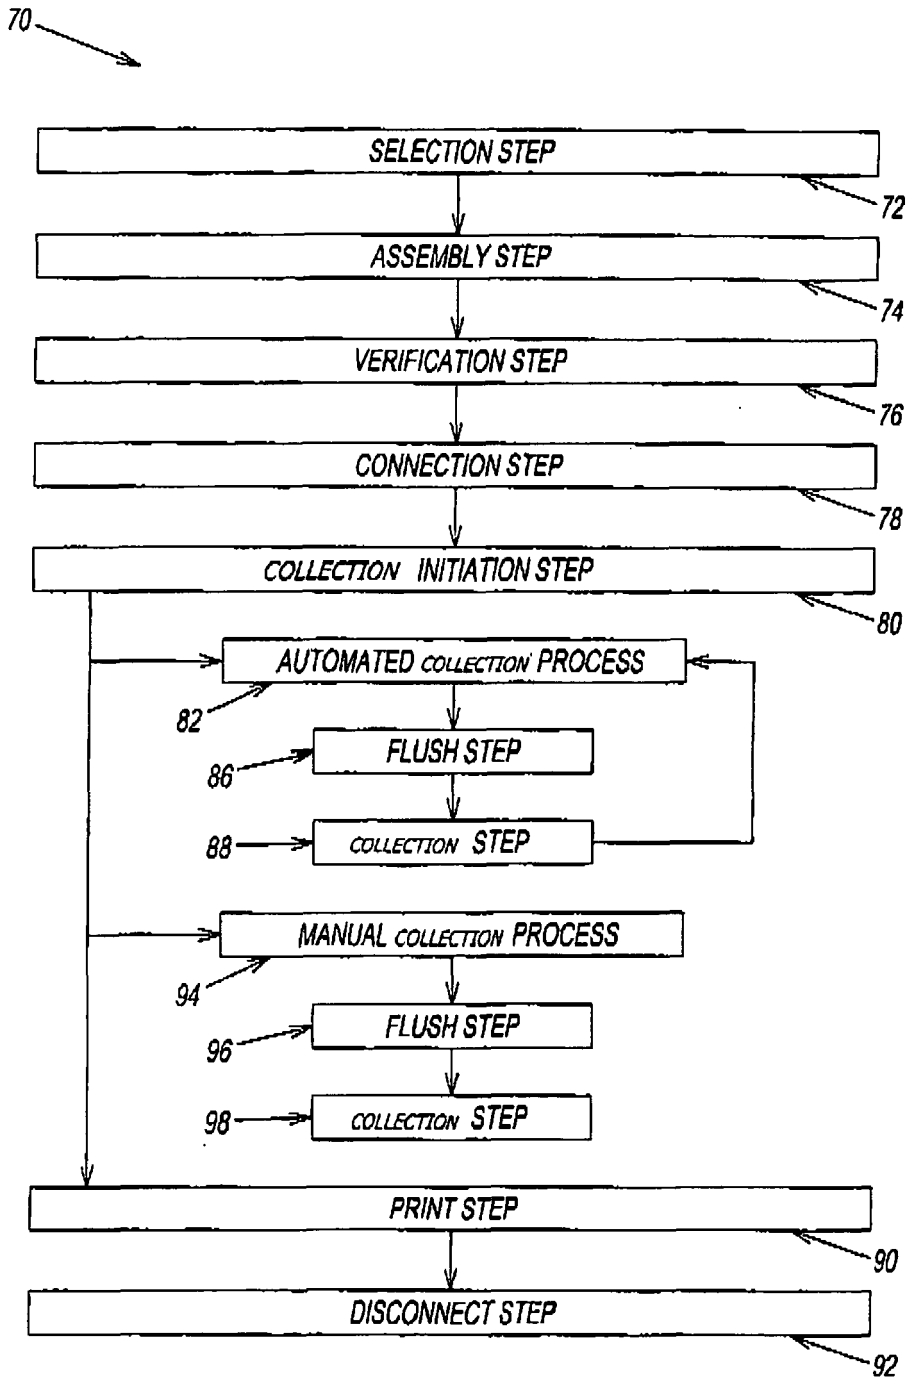 70
SELECTION STEP
72
ASSEMBLY STEP
74
VERIFICATION STEP
76
CONNECTION STEP
78
COLLECTION INITIATION STEP
80
AUTOMATED COLLECTION PROCESS
82
FLUSH STEP
86
COLLECTION STEP
88
MANUAL COLLECTION PROCESS
94
FLUSH STEP
96
COLLECTION STEP
98
PRINT STEP
90
DISCONNECT STEP
92